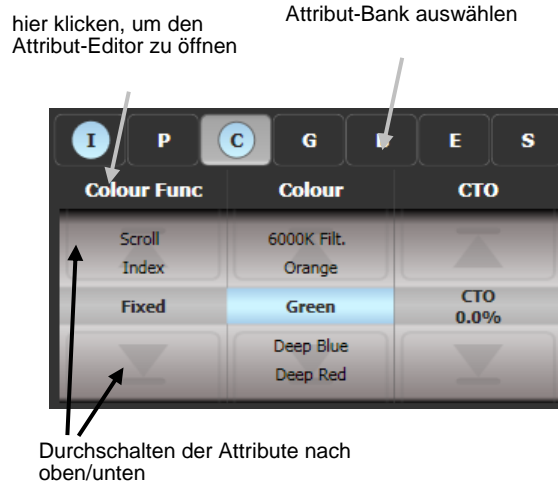 hier klicken, um den
Attribut-Editor zu öffnen
Attribut-Bank auswählen
I P C G E S
Colour Func Colour CTO
Scroll 6000K Filt.
Index Orange
Fixed Green CTO
0.0%
Deep Blue
Deep Red
Durchschalten der Attribute nach
oben/unten